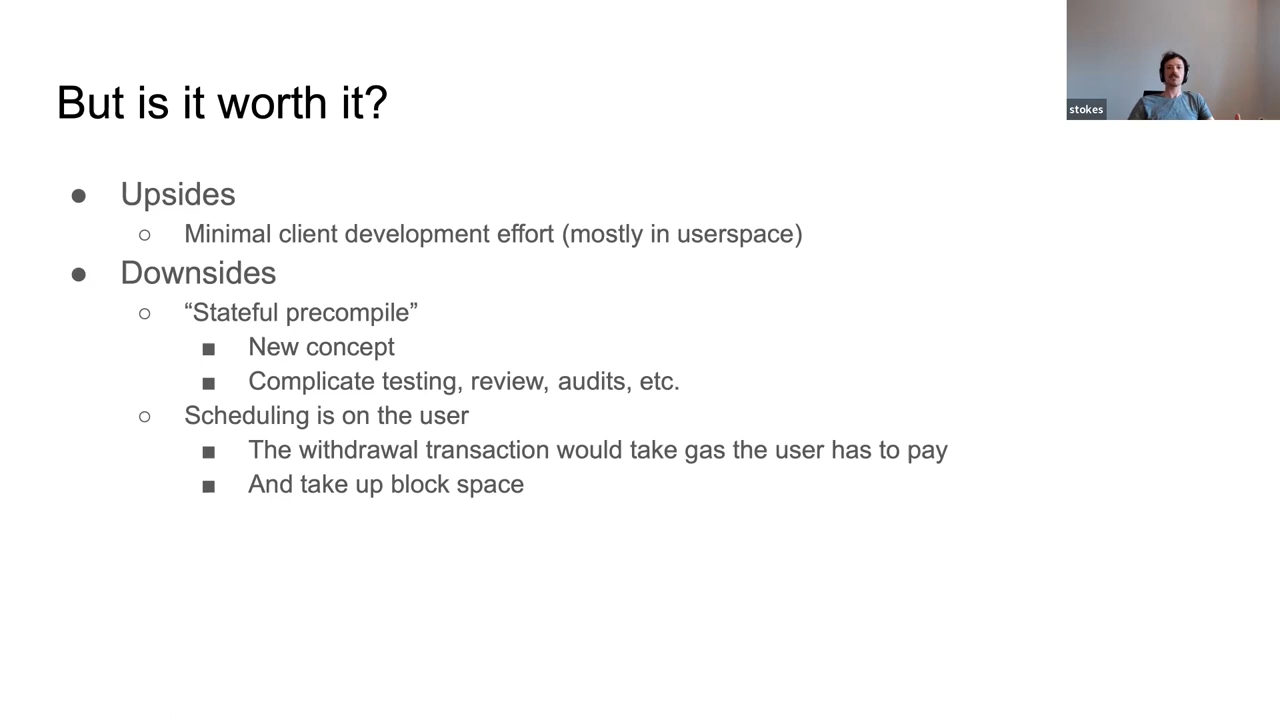 stokes
But is it worth it?
● Upsides
○ Minimal client development effort (mostly in userspace)
● Downsides
○ “Stateful precompile”
■ New concept
■ Complicate testing, review, audits, etc.
○ Scheduling is on the user
■ The withdrawal transaction would take gas the user has to pay
■ And take up block space